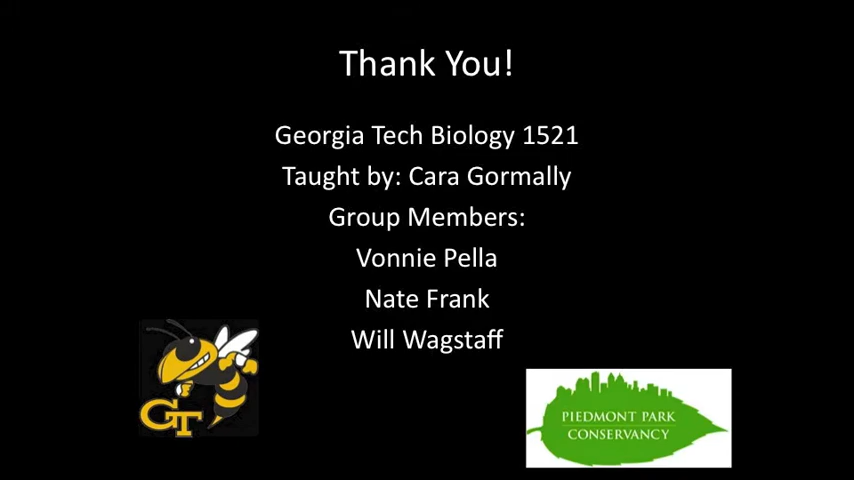 Thank You!
Georgia Tech Biology 1521
Taught by: Cara Gormally
Group Members:
Vonnie Pella
Nate Frank
Will Wagstaff
GT
PIEDMONT PARK
CONSERVANCY